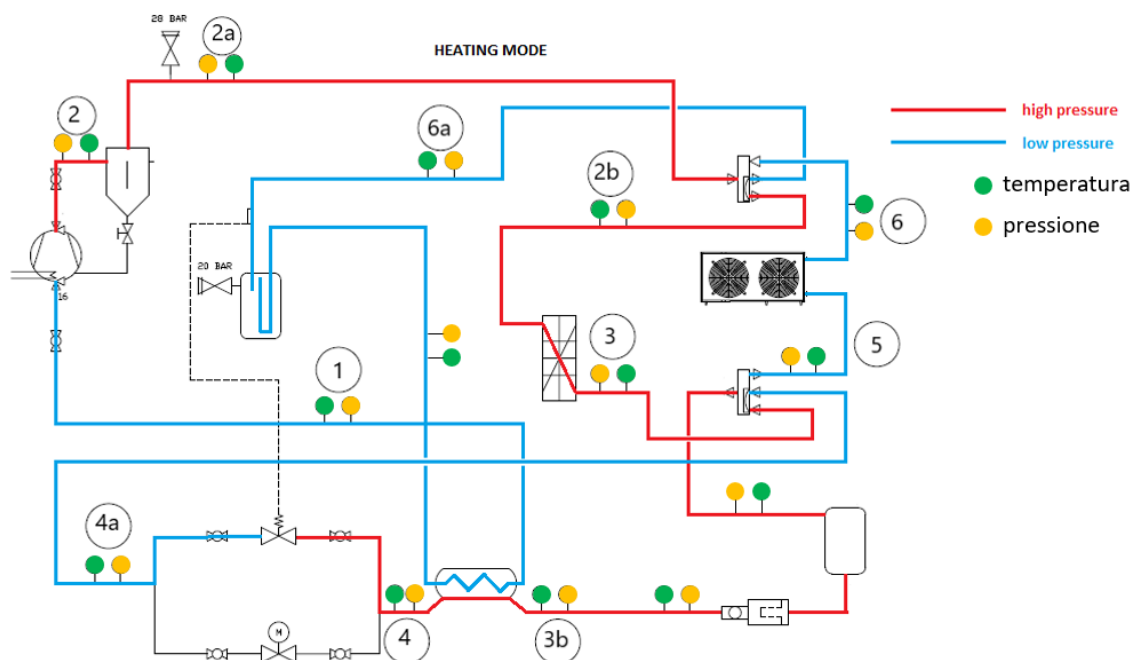 28 BAR
2a
HEATING MODE
2
6a
high pressure
low pressure
2b
temperatura
6
pressione
20 BAR
16
3
5
1
4a
M
4
3b